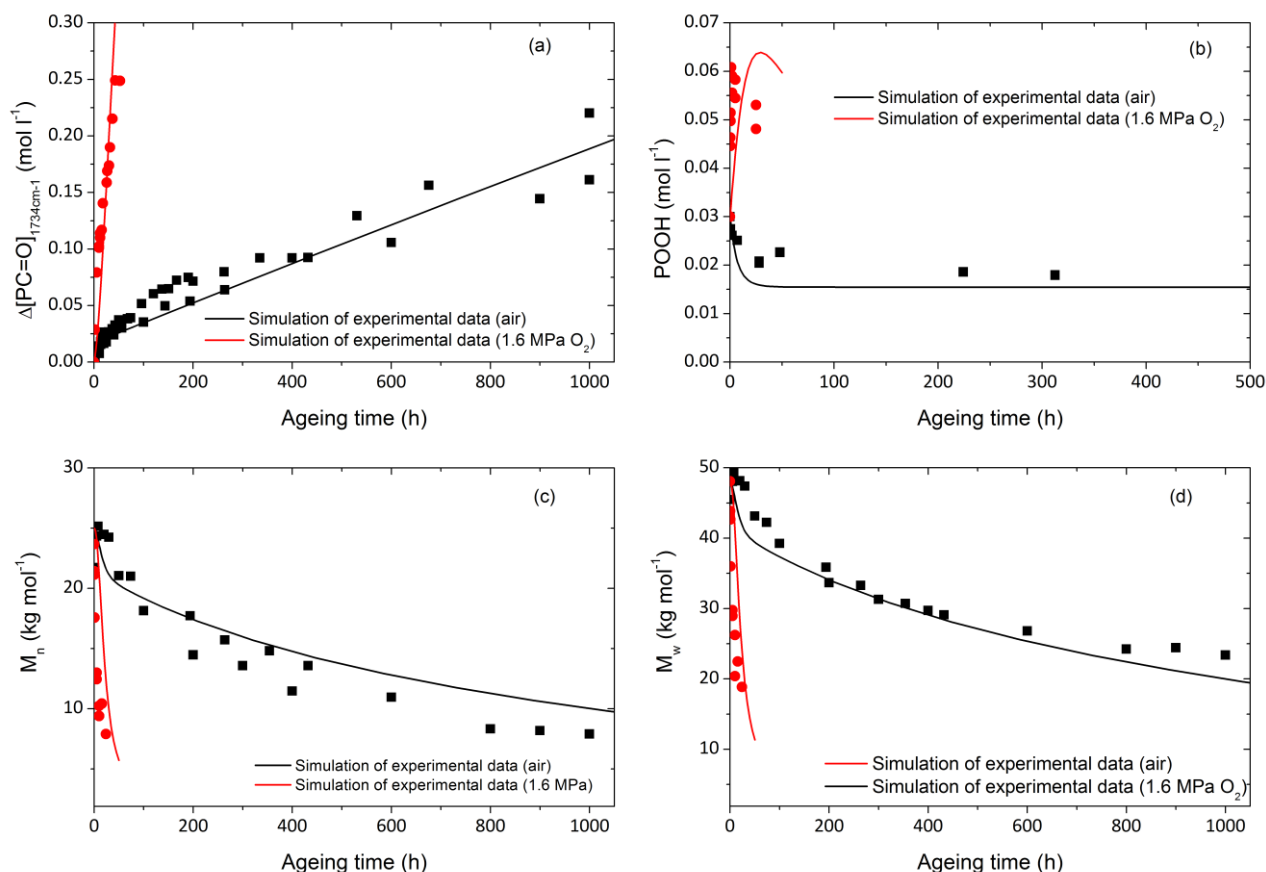 (a)
0.30
0.25
0.20
0.15
0.10
0.05
0.00
Δ[PC=O]1734cm-1 (mol l-1)
Simulation of experimental data (air)
Simulation of experimental data (1.6 MPa O2)
0 200 400 600 800 1000
Ageing time (h)
(b)
0.07
0.06
0.05
0.04
0.03
0.02
0.01
0.00
POOH (mol l-1)
Simulation of experimental data (air)
Simulation of experimental data (1.6 MPa O2)
0 100 200 300 400 500
Ageing time (h)
(c)
30
20
10
Mn (kg mol-1)
Simulation of experimental data (air)
Simulation of experimental data (1.6 MPa)
0 200 400 600 800 1000
Ageing time (h)
(d)
50
40
30
20
10
Mw (kg mol-1)
Simulation of experimental data (air)
Simulation of experimental data (1.6 MPa O2)
0 200 400 600 800 1000
Ageing time (h)